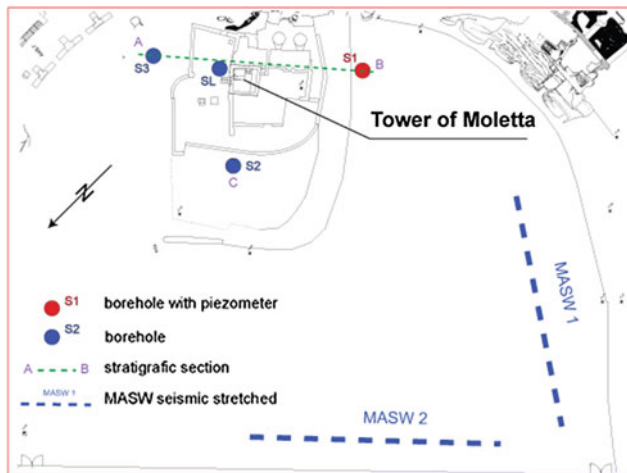 A
S3
SL
S1
B
Tower of Moletta
S2
C
N
MASW 1
MASW 2
S1 borehole with piezometer
S2 borehole
A B stratigrafic section
MASW 1 MASW seismic stretched